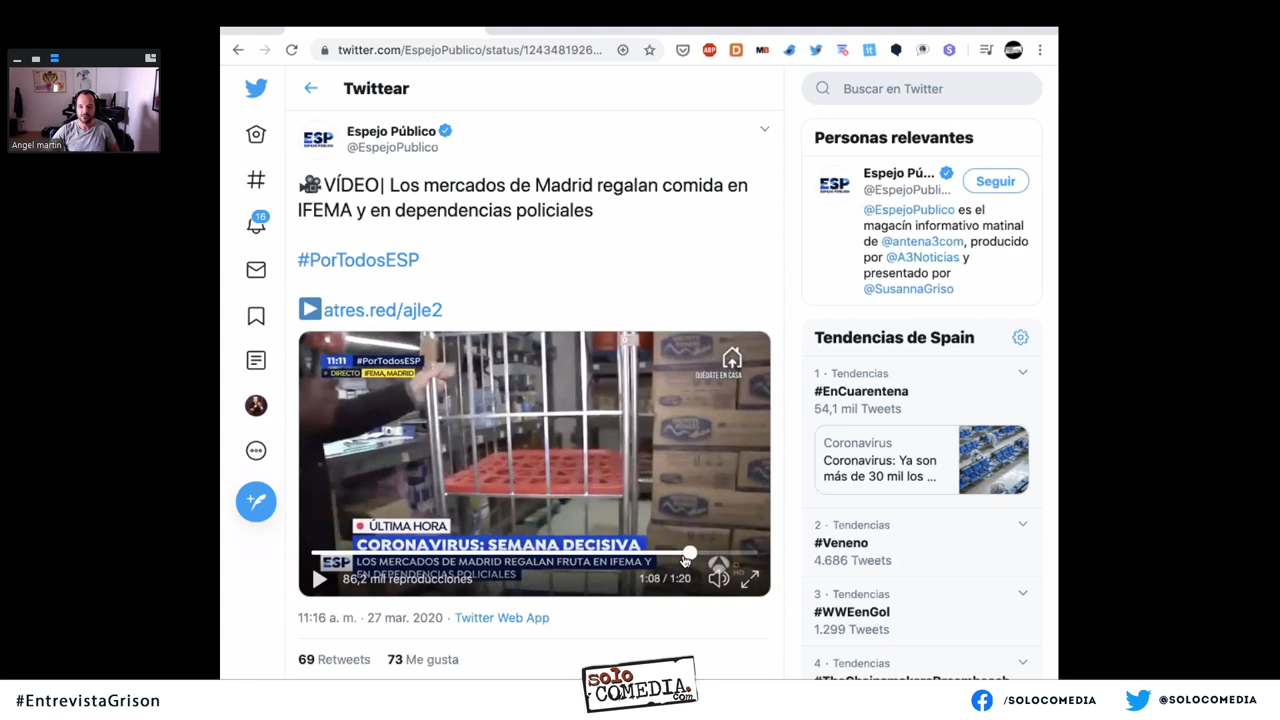 twitter.com/EspejoPublico/status/1243481926...
Angel martin
Twittear
Buscar en Twitter
ESP
Espejo Público
@EspejoPublico
🎥VÍDEO| Los mercados de Madrid regalan comida en
IFEMA y en dependencias policiales
#PorTodosESP
▶atres.red/ajle2
11:11 #PorTodosESP
DIRECTO IFEMA, MADRID
QUÉDATE EN CASA
ÚLTIMA HORA
CORONAVIRUS: SEMANA DECISIVA
ESP
LOS MERCADOS DE MADRID REGALAN FRUTA EN IFEMA Y
EN DEPENDENCIAS POLICIALES
86,2 mil reproducciones
1:08 / 1:20
HD
11:16 a. m. · 27 mar. 2020 · Twitter Web App
69 Retweets 73 Me gusta
16
Personas relevantes
ESP
Espejo Pú...
@EspejoPubli...
Seguir
@EspejoPublico es el
magacín informativo matinal
de @antena3com, producido
por @A3Noticias y
presentado por
@SusannaGriso
Tendencias de Spain
1 · Tendencias
#EnCuarentena
54,1 mil Tweets
Coronavirus
Coronavirus: Ya son
más de 30 mil los ...
2 · Tendencias
#Veneno
4.686 Tweets
3 · Tendencias
#WWEenGol
1.299 Tweets
4 · Tendencias
#EntrevistaGrison
SOLO
COMEDIA.
com
/SOLOCOMEDIA
@SOLOCOMEDIA